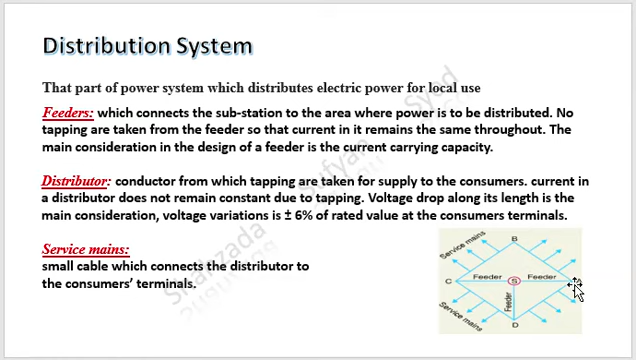 Distribution System
That part of power system which distributes electric power for local use
Feeders: which connects the sub-station to the area where power is to be distributed. No
tapping are taken from the feeder so that current in it remains the same throughout. The
main consideration in the design of a feeder is the current carrying capacity.
Distributor: conductor from which tapping are taken for supply to the consumers. current in
a distributor does not remain constant due to tapping. Voltage drop along its length is the
main consideration, voltage variations is ± 6% of rated value at the consumers terminals.
Service mains:
small cable which connects the distributor to
the consumers' terminals.
Service mains
B
C
Feeder
S
Feeder
Feeder
Service mains
D
Syed
Sufyan
Shahzada